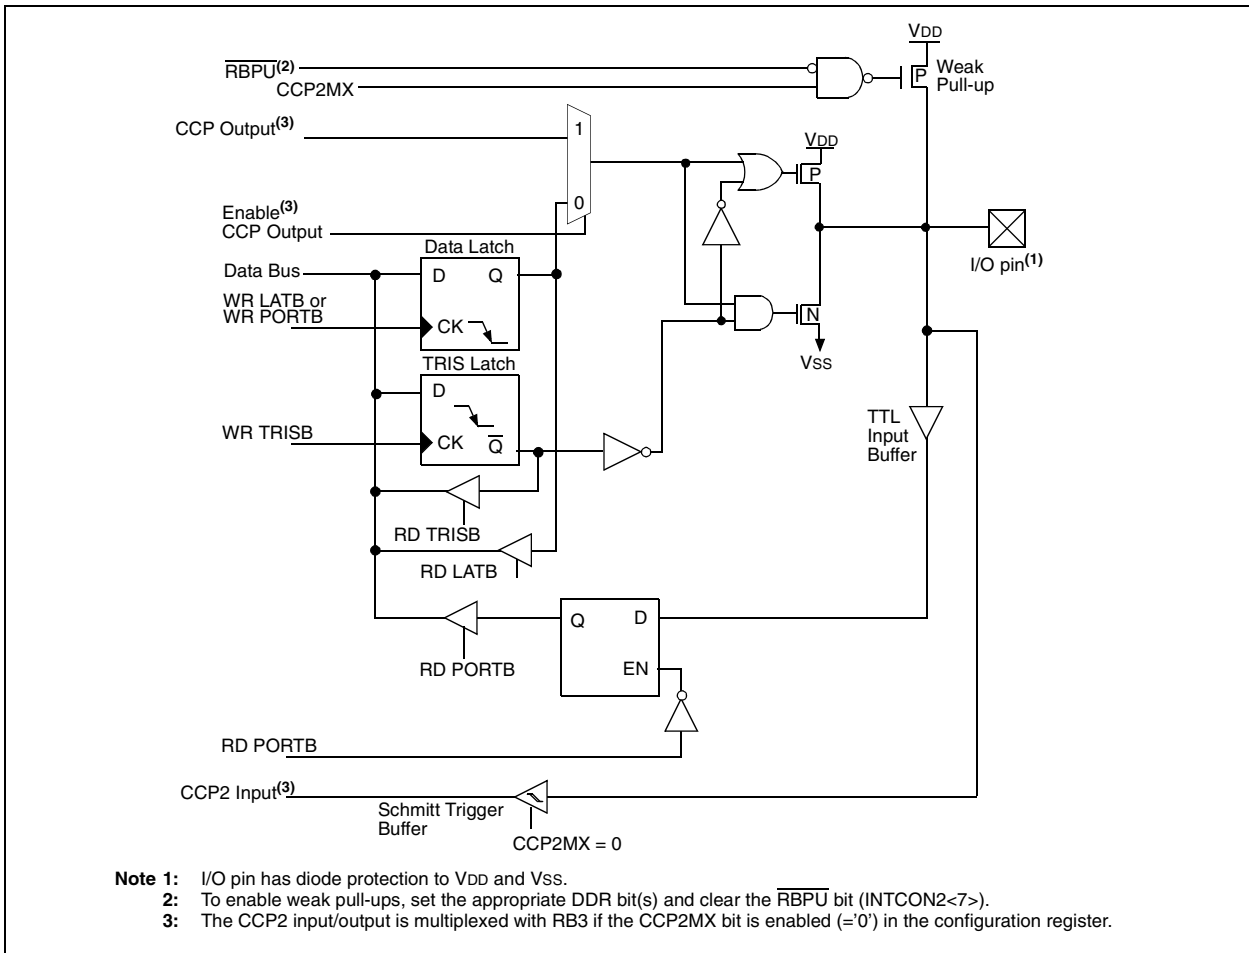 VDD
RBPU(2)
CCP2MX
P
Weak
Pull-up
CCP Output(3)
1
VDD
P
0
Enable(3)
CCP Output
Data Latch
Data Bus
D Q
WR LATB or
WR PORTB
CK
I/O pin(1)
N
VSS
TRIS Latch
D
WR TRISB
CK Q
TTL
Input
Buffer
RD TRISB
RD LATB
Q D
RD PORTB
EN
RD PORTB
CCP2 Input(3)
Schmitt Trigger
Buffer
CCP2MX = 0
Note 1: I/O pin has diode protection to VDD and VSS.
2: To enable weak pull-ups, set the appropriate DDR bit(s) and clear the RBPU bit (INTCON2<7>).
3: The CCP2 input/output is multiplexed with RB3 if the CCP2MX bit is enabled (='0') in the configuration register.